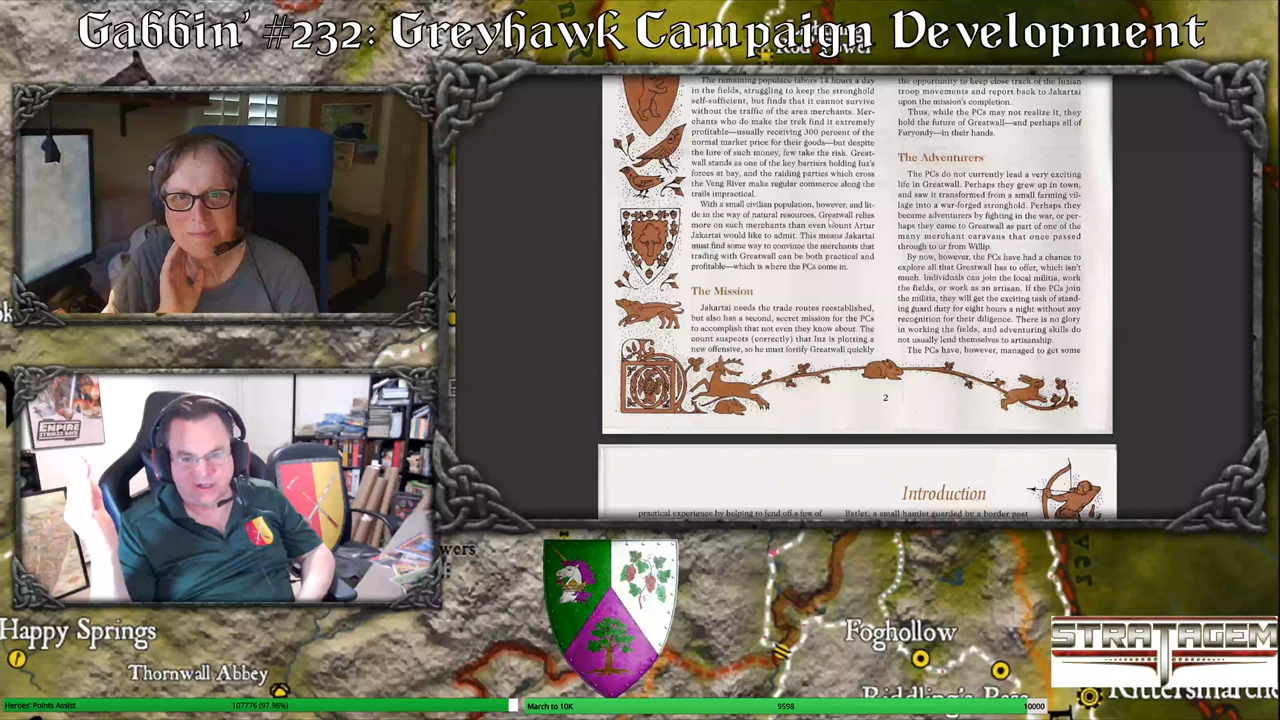 Gabbin' #232: Greyhawk Campaign Development
The remaining populace labors 14 hours a day
in the fields, struggling to keep the stronghold
self-sufficient, but finds that it cannot survive
without the traffic of the area merchants. Mer-
chants who do make the trek find it extremely
profitable—usually receiving 300 percent of the
normal market price for their goods—but despite
the lure of such money, few take the risk. Great-
wall stands as one of the key barriers holding Iuz's
forces at bay, and the raiding parties which cross
the Veng River make regular commerce along the
trails impractical.
With a small civilian population, however, and lit-
tle in the way of natural resources, Greatwall relies
more on such merchants than even Count Artur
Jakartai would like to admit. This means Jakartai
must find some way to convince the merchants that
trading with Greatwall can be both practical and
profitable—which is where the PCs come in.
The Mission
Jakartai needs the trade routes reestablished,
but also has a second, secret mission for the PCs
to accomplish that not even they know about. The
count suspects (correctly) that Iuz is plotting a
new offensive, so he must fortify Greatwall quickly
the opportunity to keep close track of the Iuzian
troop movements and report back to Jakartai
upon the mission's completion.
Thus, while the PCs may not realize it, they
hold the future of Greatwall—and perhaps all of
Furyondy—in their hands.
The Adventurers
The PCs do not currently lead a very exciting
life in Greatwall. Perhaps they grew up in town,
and saw it transformed from a small farming vil-
lage into a war-forged stronghold. Perhaps they
became adventurers by fighting in the war, or per-
haps they came to Greatwall as part of one of the
many merchant caravans that once passed
through to or from Willip.
By now, however, the PCs have had a chance to
explore all that Greatwall has to offer, which isn't
much. Individuals can join the local militia, work
the fields, or work as an artisan. If the PCs join
the militia, they will get the exciting task of stand-
ing guard duty for eight hours a night without any
recognition for their diligence. There is no glory
in working the fields, and adventuring skills do
not usually lend themselves to artisanship.
The PCs have, however, managed to get some
2
Introduction
practical experience by helping to fend off a few of
Batlet, a small hamlet guarded by a border post
EMPIRE
STRIKES BACK
Happy Springs
Thornwall Abbey
Foghollow
STRATAGEM
Heroes' Points Assist
107776 (97.98%)
March to 10K
9598
10000